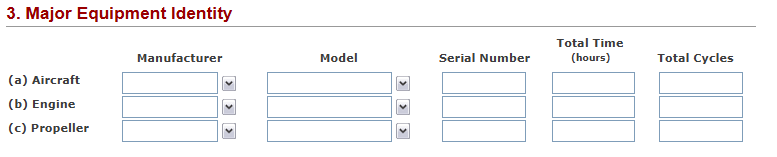 3. Major Equipment Identity
Manufacturer Model Serial Number Total Time (hours) Total Cycles
(a) Aircraft
(b) Engine
(c) Propeller